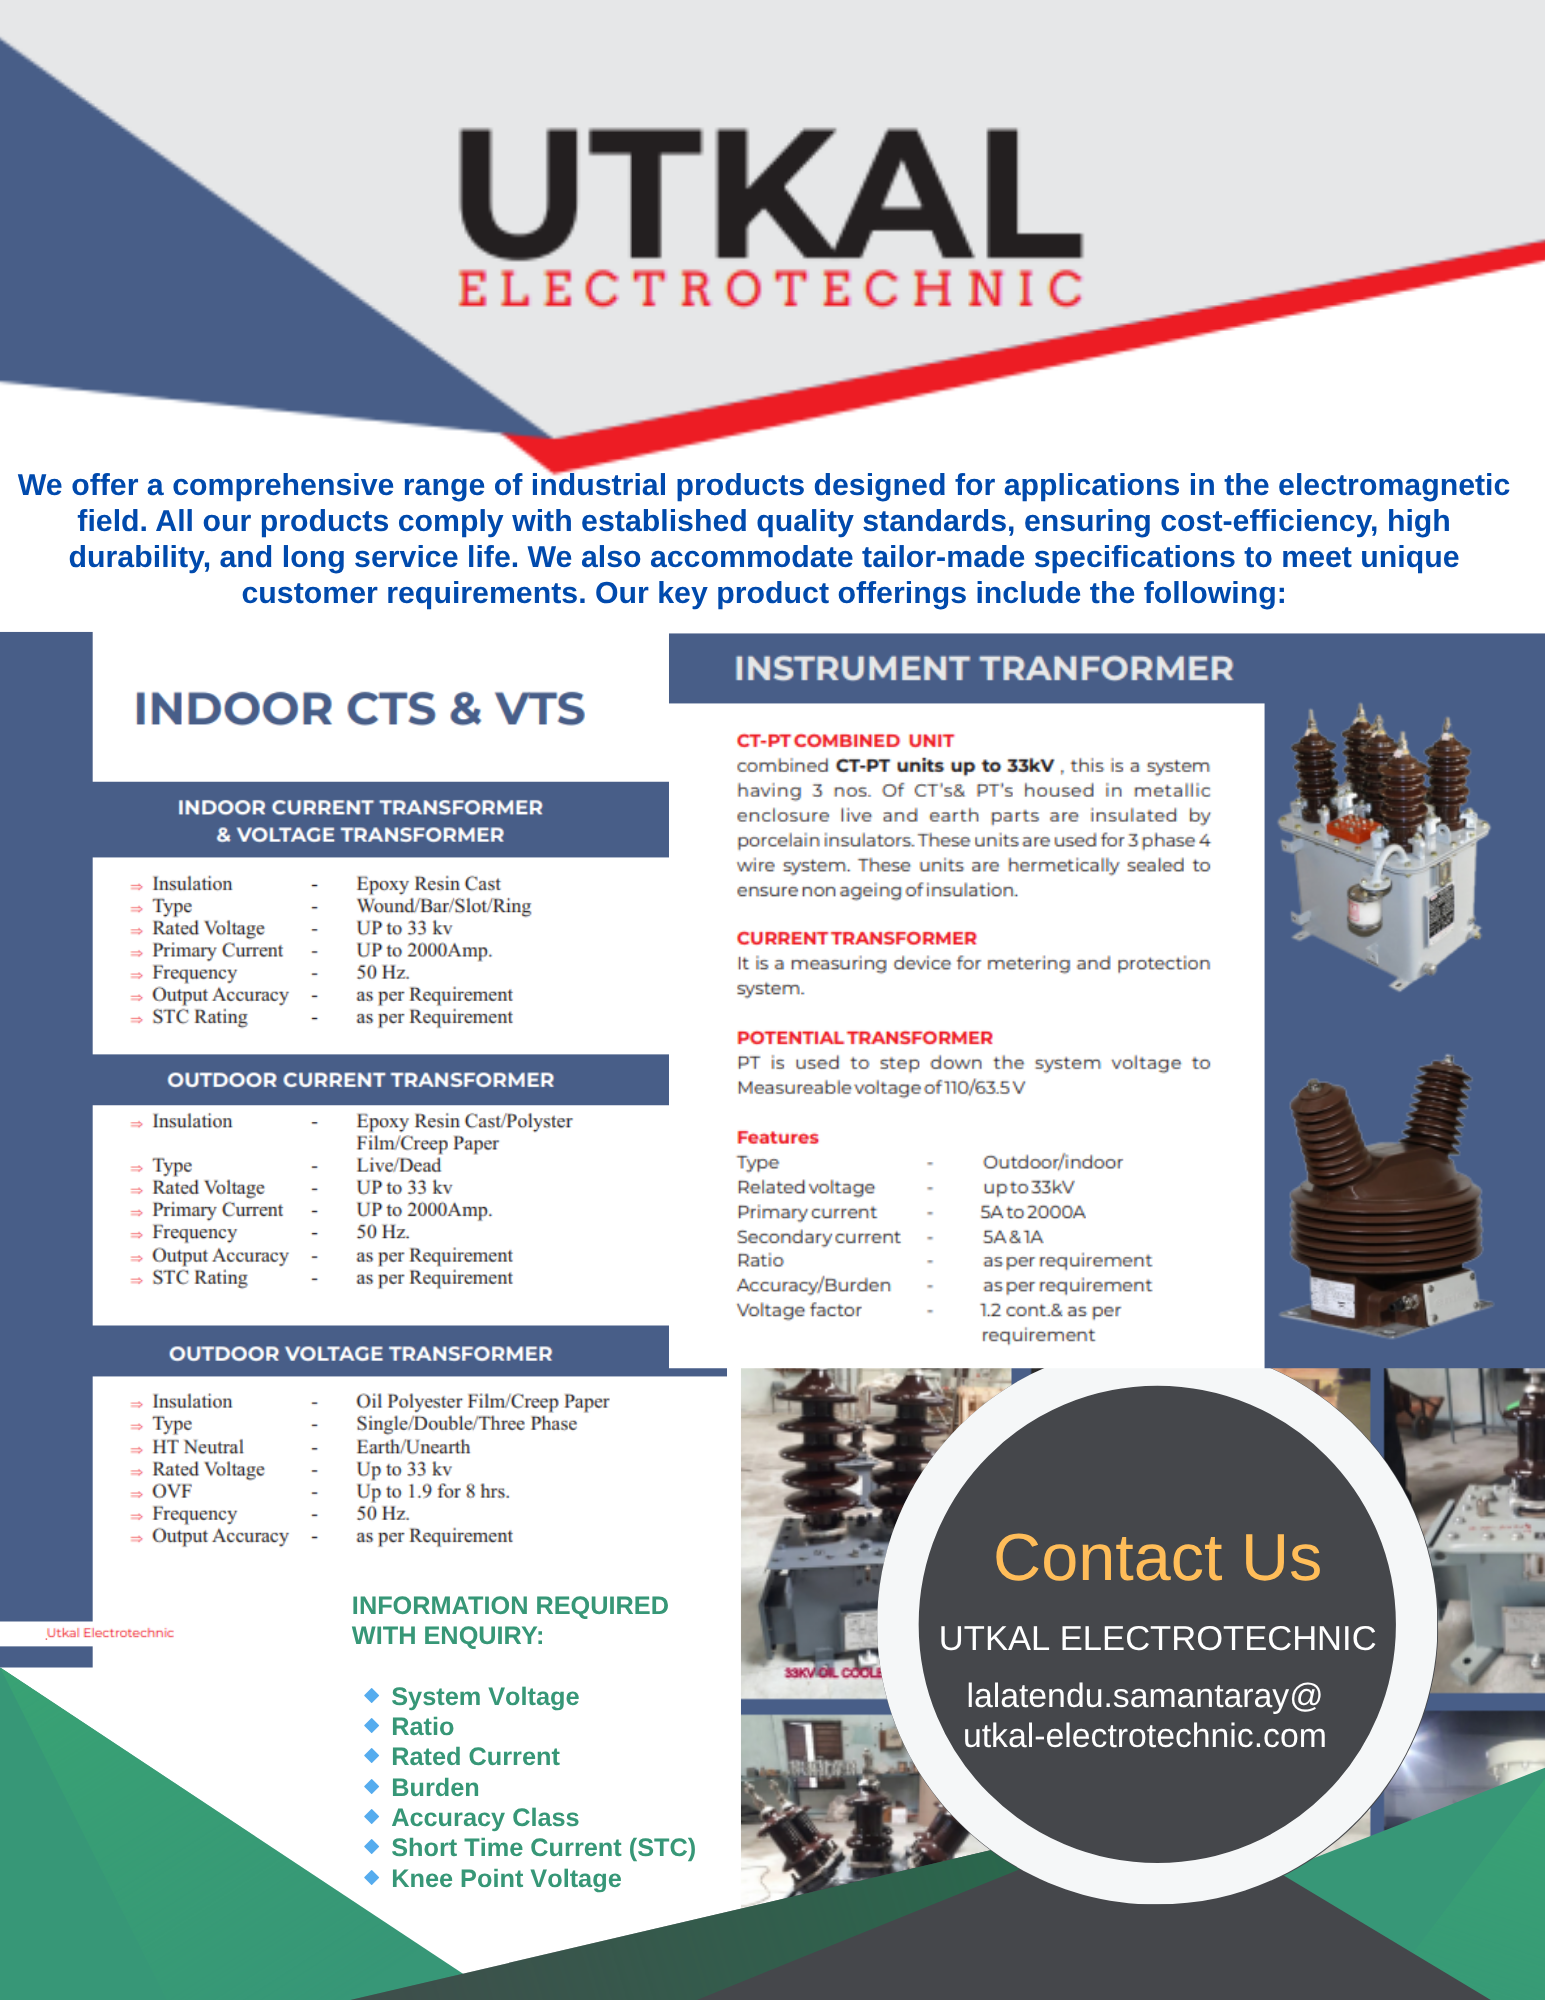 UTKAL
ELECTROTECHNIC
We offer a comprehensive range of industrial products designed for applications in the electromagnetic
field. All our products comply with established quality standards, ensuring cost-efficiency, high
durability, and long service life. We also accommodate tailor-made specifications to meet unique
customer requirements. Our key product offerings include the following:
INDOOR CTS & VTS
INDOOR CURRENT TRANSFORMER
& VOLTAGE TRANSFORMER
⇒ Insulation - Epoxy Resin Cast
⇒ Type - Wound/Bar/Slot/Ring
⇒ Rated Voltage - UP to 33 kv
⇒ Primary Current - UP to 2000Amp.
⇒ Frequency - 50 Hz.
⇒ Output Accuracy - as per Requirement
⇒ STC Rating - as per Requirement
OUTDOOR CURRENT TRANSFORMER
⇒ Insulation - Epoxy Resin Cast/Polyster
Film/Creep Paper
⇒ Type - Live/Dead
⇒ Rated Voltage - UP to 33 kv
⇒ Primary Current - UP to 2000Amp.
⇒ Frequency - 50 Hz.
⇒ Output Accuracy - as per Requirement
⇒ STC Rating - as per Requirement
OUTDOOR VOLTAGE TRANSFORMER
⇒ Insulation - Oil Polyester Film/Creep Paper
⇒ Type - Single/Double/Three Phase
⇒ HT Neutral - Earth/Unearth
⇒ Rated Voltage - Up to 33 kv
⇒ OVF - Up to 1.9 for 8 hrs.
⇒ Frequency - 50 Hz.
⇒ Output Accuracy - as per Requirement
Utkal Electrotechnic
INFORMATION REQUIRED
WITH ENQUIRY:
System Voltage
Ratio
Rated Current
Burden
Accuracy Class
Short Time Current (STC)
Knee Point Voltage
INSTRUMENT TRANFORMER
CT-PT COMBINED UNIT
combined CT-PT units up to 33kV , this is a system
having 3 nos. Of CT's& PT's housed in metallic
enclosure live and earth parts are insulated by
porcelain insulators. These units are used for 3 phase 4
wire system. These units are hermetically sealed to
ensure non ageing of insulation.
CURRENT TRANSFORMER
It is a measuring device for metering and protection
system.
POTENTIAL TRANSFORMER
PT is used to step down the system voltage to
Measureable voltage of 110/63.5 V
Features
Type - Outdoor/indoor
Related voltage - up to 33kV
Primary current - 5A to 2000A
Secondary current - 5A & 1A
Ratio - as per requirement
Accuracy/Burden - as per requirement
Voltage factor - 1.2 cont.& as per
requirement
33KV OIL
Contact Us
UTKAL ELECTROTECHNIC
lalatendu.samantaray@
utkal-electrotechnic.com